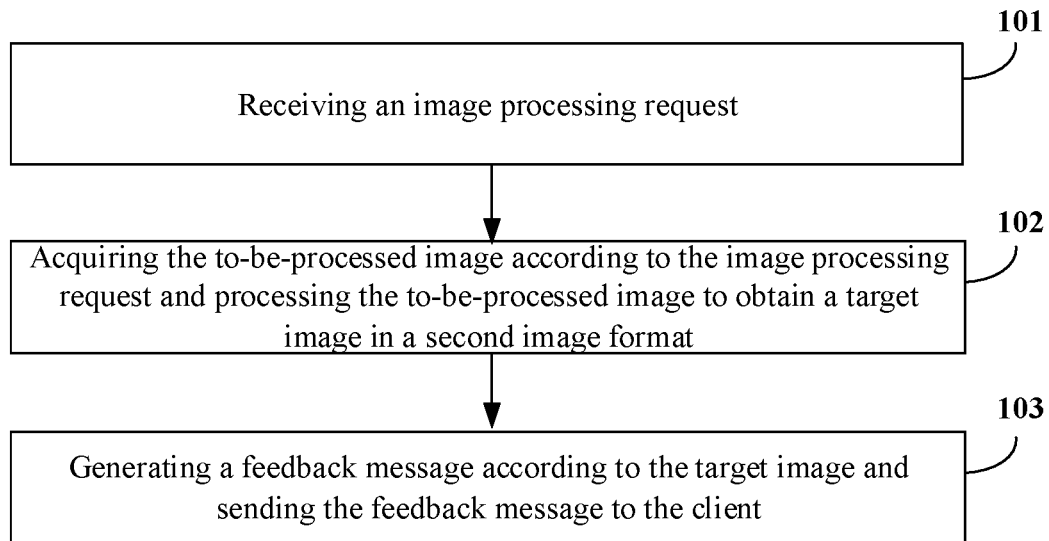 101
Receiving an image processing request
102
Acquiring the to-be-processed image according to the image processing
request and processing the to-be-processed image to obtain a target
image in a second image format
103
Generating a feedback message according to the target image and
sending the feedback message to the client